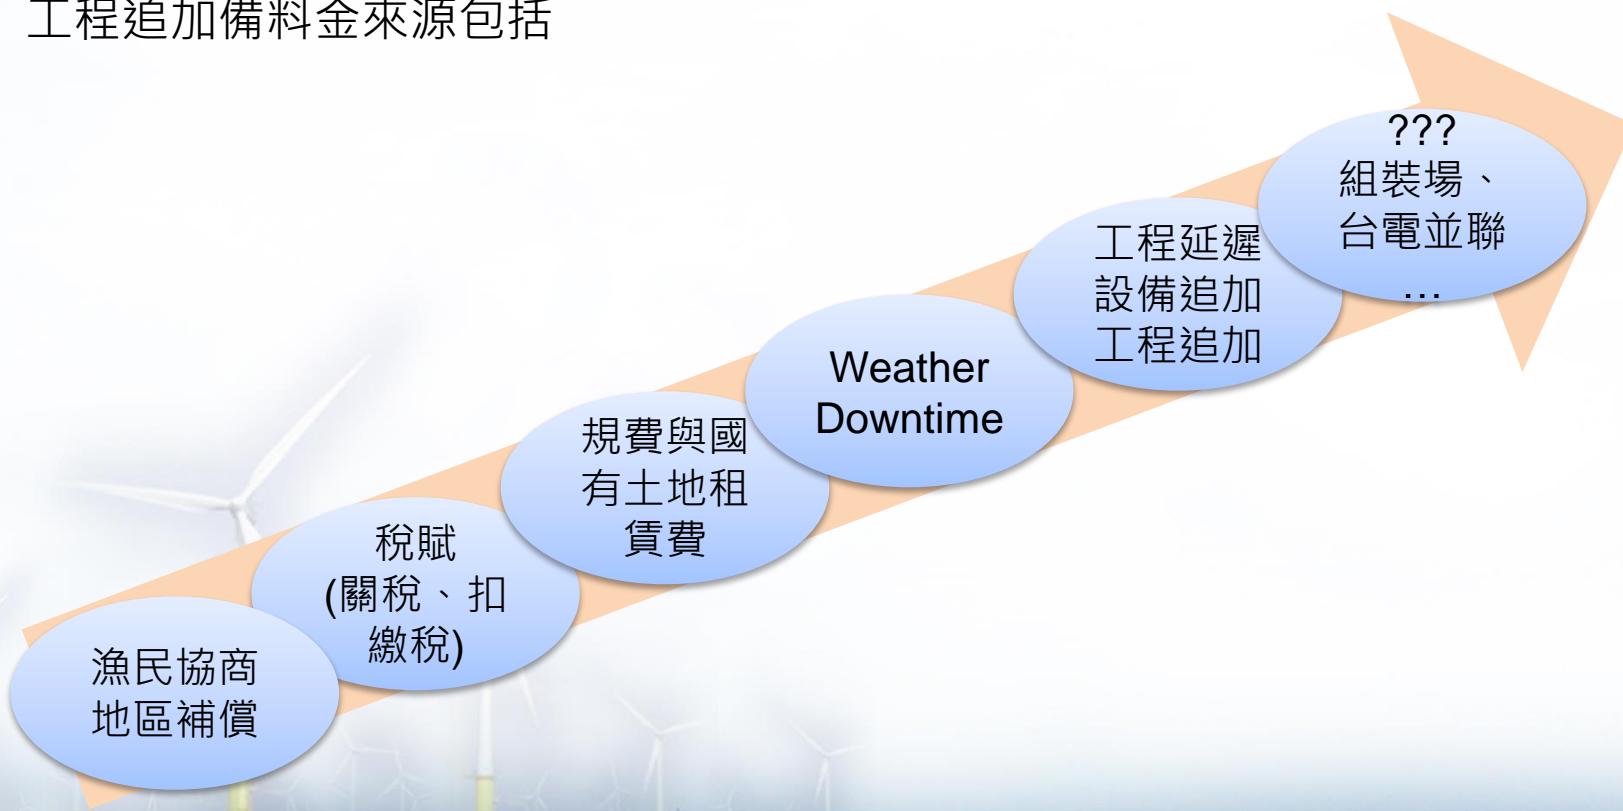 工程追加備料金來源包括
???
組裝場、
台電並聯
…
工程延遲
設備追加
工程追加
Weather
Downtime
規費與國
有土地租
賃費
稅賦
(關稅、扣
繳稅)
漁民協商
地區補償